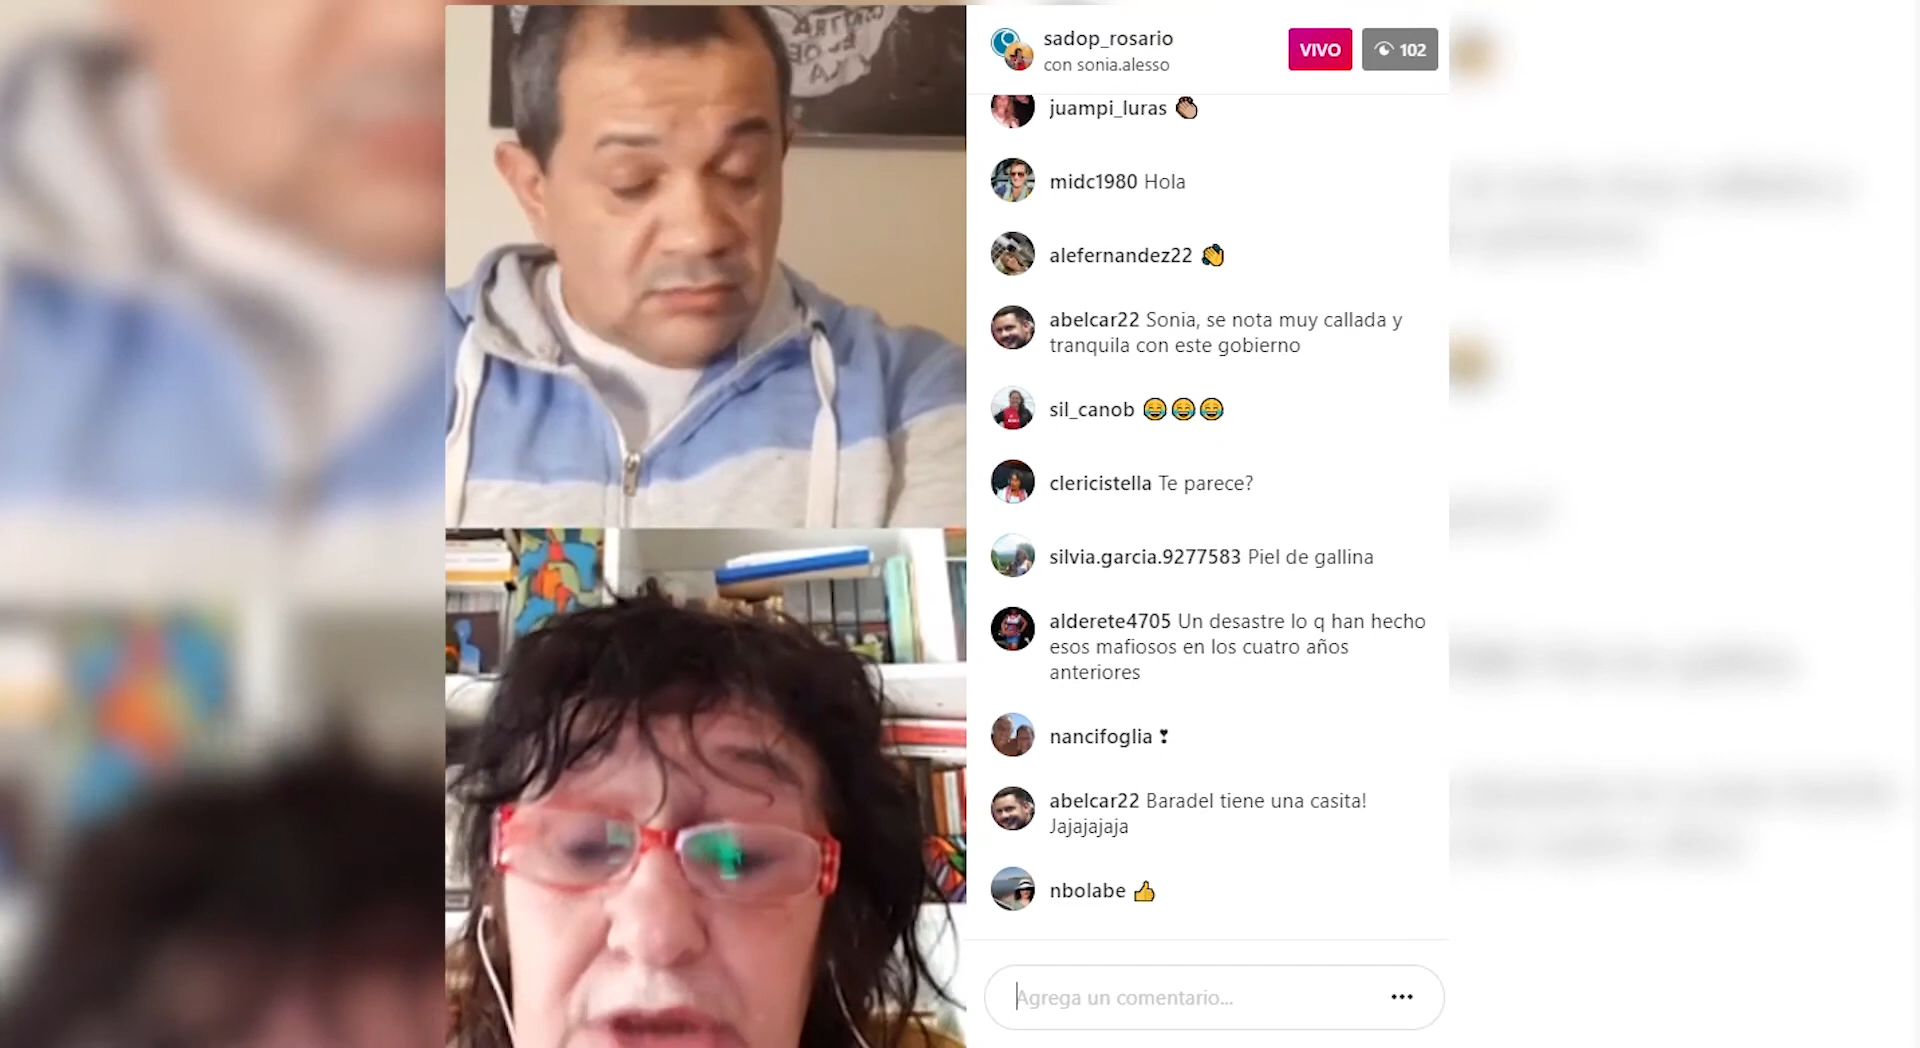 sadop_rosario
con sonia.alesso
VIVO
102
juampi_luras 👏🏽
midc1980 Hola
alefernandez22 👏
abelcar22 Sonia, se nota muy callada y
tranquila con este gobierno
sil_canob 😂😂😂
clericistella Te parece?
silvia.garcia.9277583 Piel de gallina
alderete4705 Un desastre lo q han hecho
esos mafiosos en los cuatro años
anteriores
nancifoglia ❣
abelcar22 Baradel tiene una casita!
Jajajajaja
nbolabe 👍
Agrega un comentario...